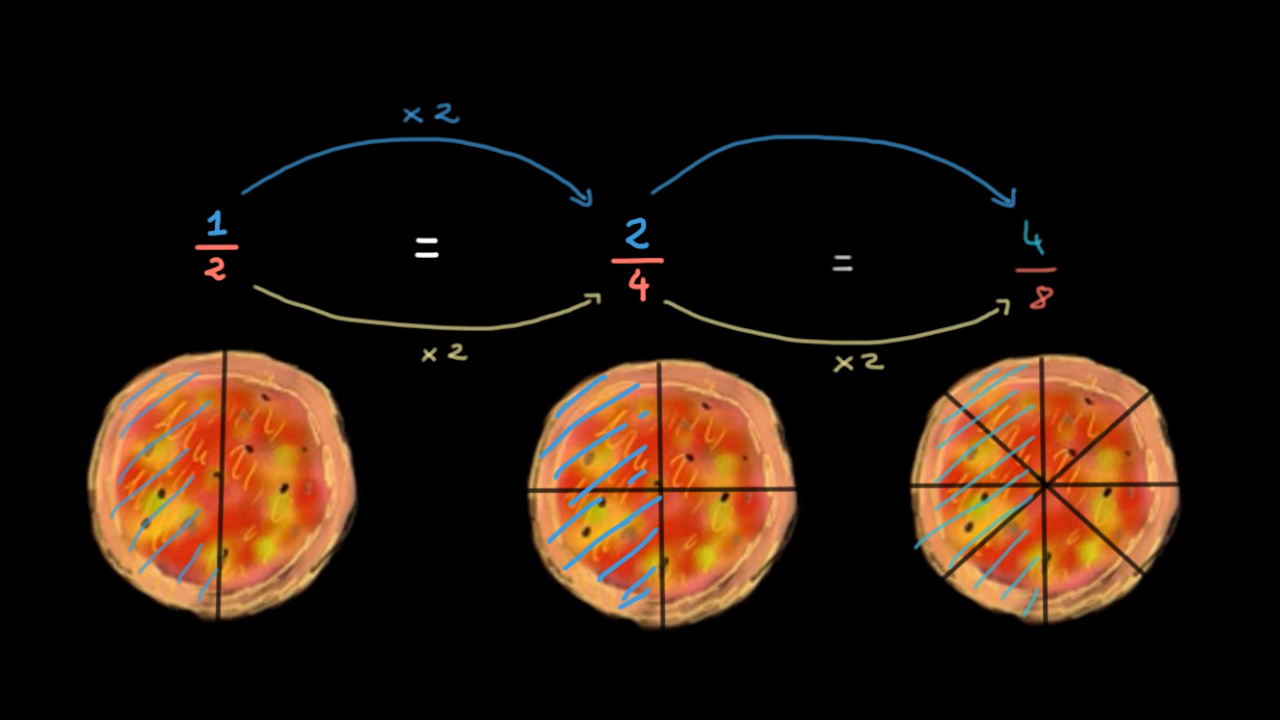 × 2
1/2 = 2/4 = 4/8
× 2 × 2